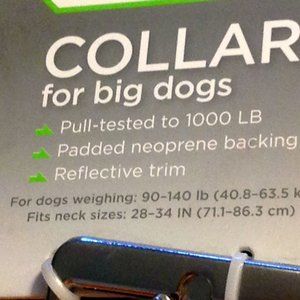 COLLAR
for big dogs
Pull-tested to 1000 LB
Padded neoprene backing
Reflective trim
For dogs weighing: 90–140 lb (40.8–63.5 k
Fits neck sizes: 28–34 IN (71.1–86.3 cm)